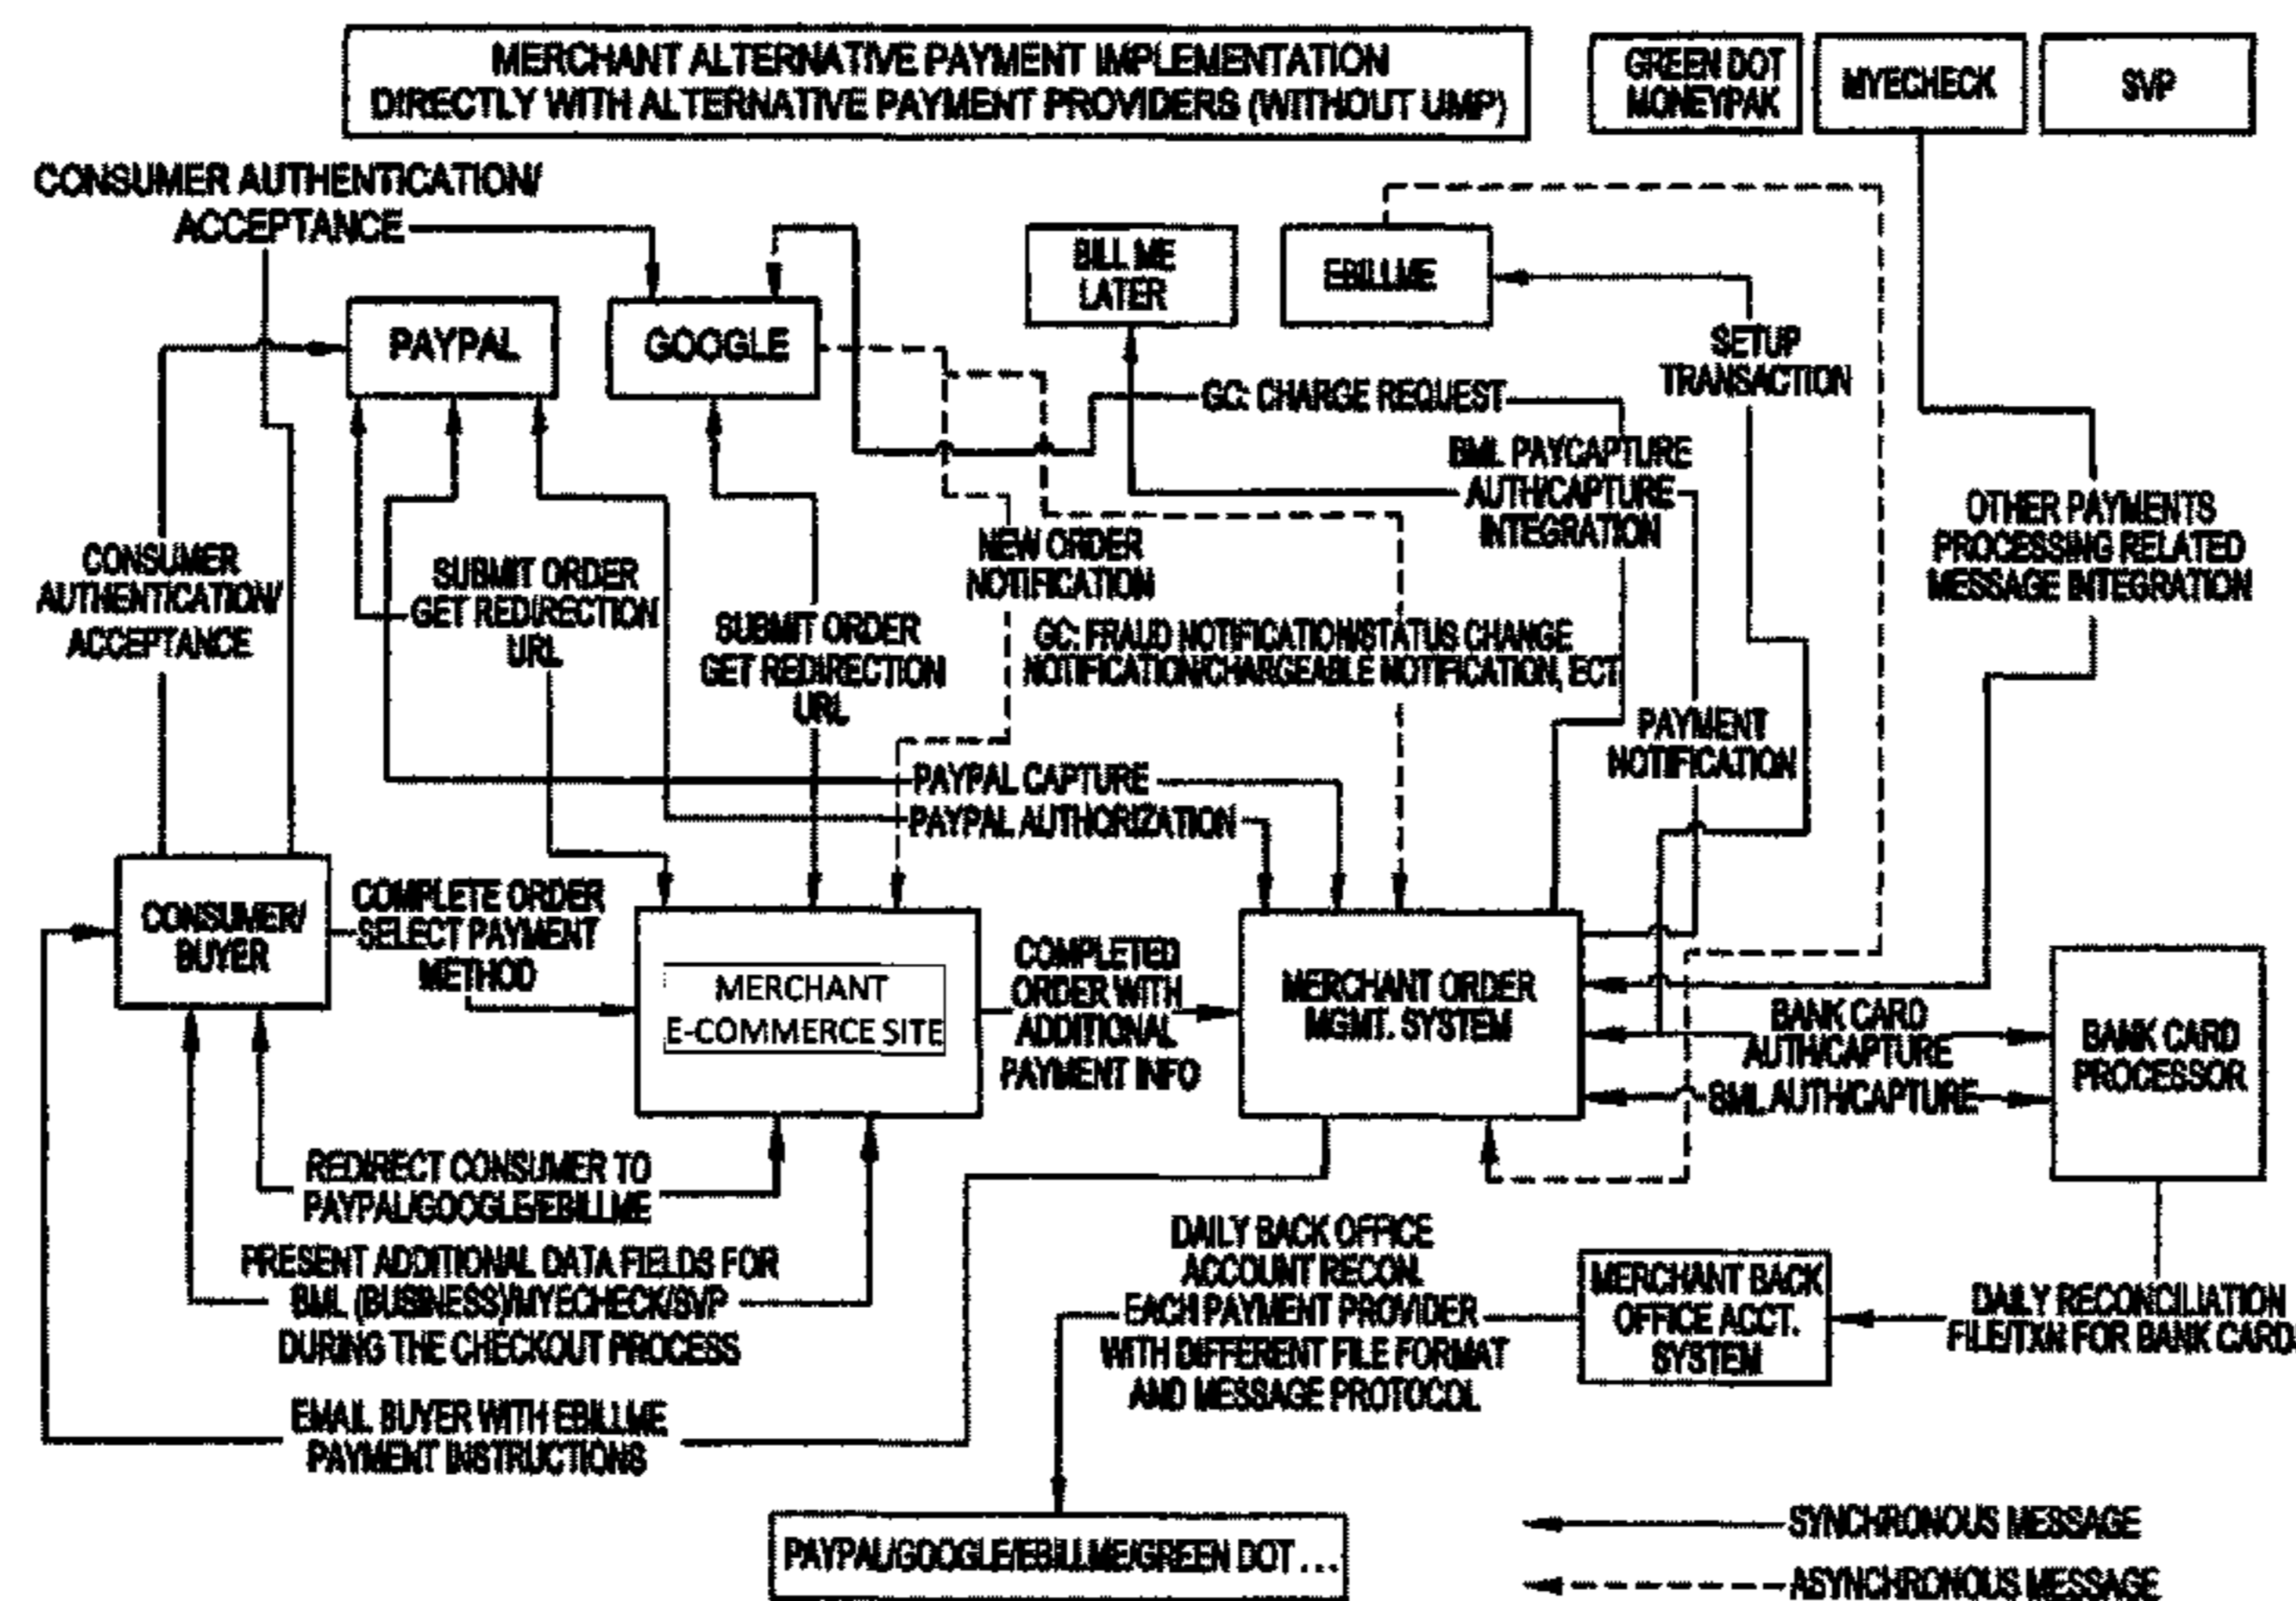 MERCHANT ALTERNATIVE PAYMENT IMPLEMENTATION
DIRECTLY WITH ALTERNATIVE PAYMENT PROVIDERS (WITHOUT UMP)
GREEN DOT
MONEYPAK
MYECHECK
SVP
CONSUMER AUTHENTICATION/
ACCEPTANCE
PAYPAL
GOOGLE
BILL ME
LATER
EBILLME
SETUP
TRANSACTION
GC: CHARGE REQUEST
BML PAYCAPTURE
AUTH/CAPTURE
INTEGRATION
OTHER PAYMENTS
PROCESSING RELATED
MESSAGE INTEGRATION
CONSUMER
AUTHENTICATION/
ACCEPTANCE
SUBMIT ORDER
GET REDIRECTION
URL
SUBMIT ORDER
GET REDIRECTION
URL
NEW ORDER
NOTIFICATION
GC: FRAUD NOTIFICATION/STATUS CHANGE
NOTIFICATION/CHARGEABLE NOTIFICATION, ECT
PAYMENT
NOTIFICATION
PAYPAL CAPTURE
PAYPAL AUTHORIZATION
CONSUMER/
BUYER
COMPLETE ORDER
SELECT PAYMENT
METHOD
MERCHANT
E-COMMERCE SITE
COMPLETED
ORDER WITH
ADDITIONAL
PAYMENT INFO
MERCHANT ORDER
MGMT. SYSTEM
BANK CARD
AUTH/CAPTURE
BML AUTH/CAPTURE
BANK CARD
PROCESSOR
REDIRECT CONSUMER TO
PAYPAL/GOOGLE/EBILLME
PRESENT ADDITIONAL DATA FIELDS FOR
BML (BUSINESS)/MYECHECK/SVP
DURING THE CHECKOUT PROCESS
EMAIL BUYER WITH EBILLME
PAYMENT INSTRUCTIONS
DAILY BACK OFFICE
ACCOUNT RECON.
EACH PAYMENT PROVIDER
WITH DIFFERENT FILE FORMAT
AND MESSAGE PROTOCOL
MERCHANT BACK
OFFICE ACCT.
SYSTEM
DAILY RECONCILIATION
FILE/TXN FOR BANK CARD
PAYPAL/GOOGLE/EBILLME/GREEN DOT . . .
SYNCHRONOUS MESSAGE
ASYNCHRONOUS MESSAGE